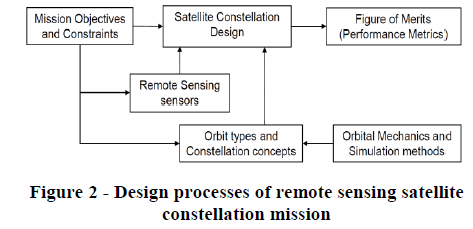 Mission Objectives
and Constraints
Satellite Constellation
Design
Figure of Merits
(Performance Metrics)
Remote Sensing
sensors
Orbit types and
Constellation concepts
Orbital Mechanics and
Simulation methods
Figure 2 - Design processes of remote sensing satellite
constellation mission